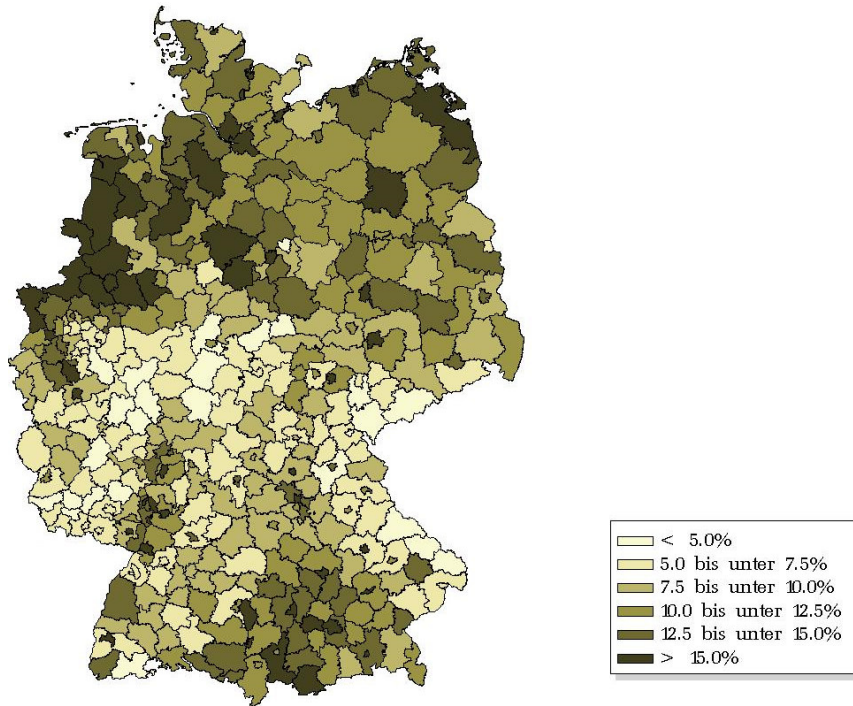 < 5.0%
5.0 bis unter 7.5%
7.5 bis unter 10.0%
10.0 bis unter 12.5%
12.5 bis unter 15.0%
> 15.0%